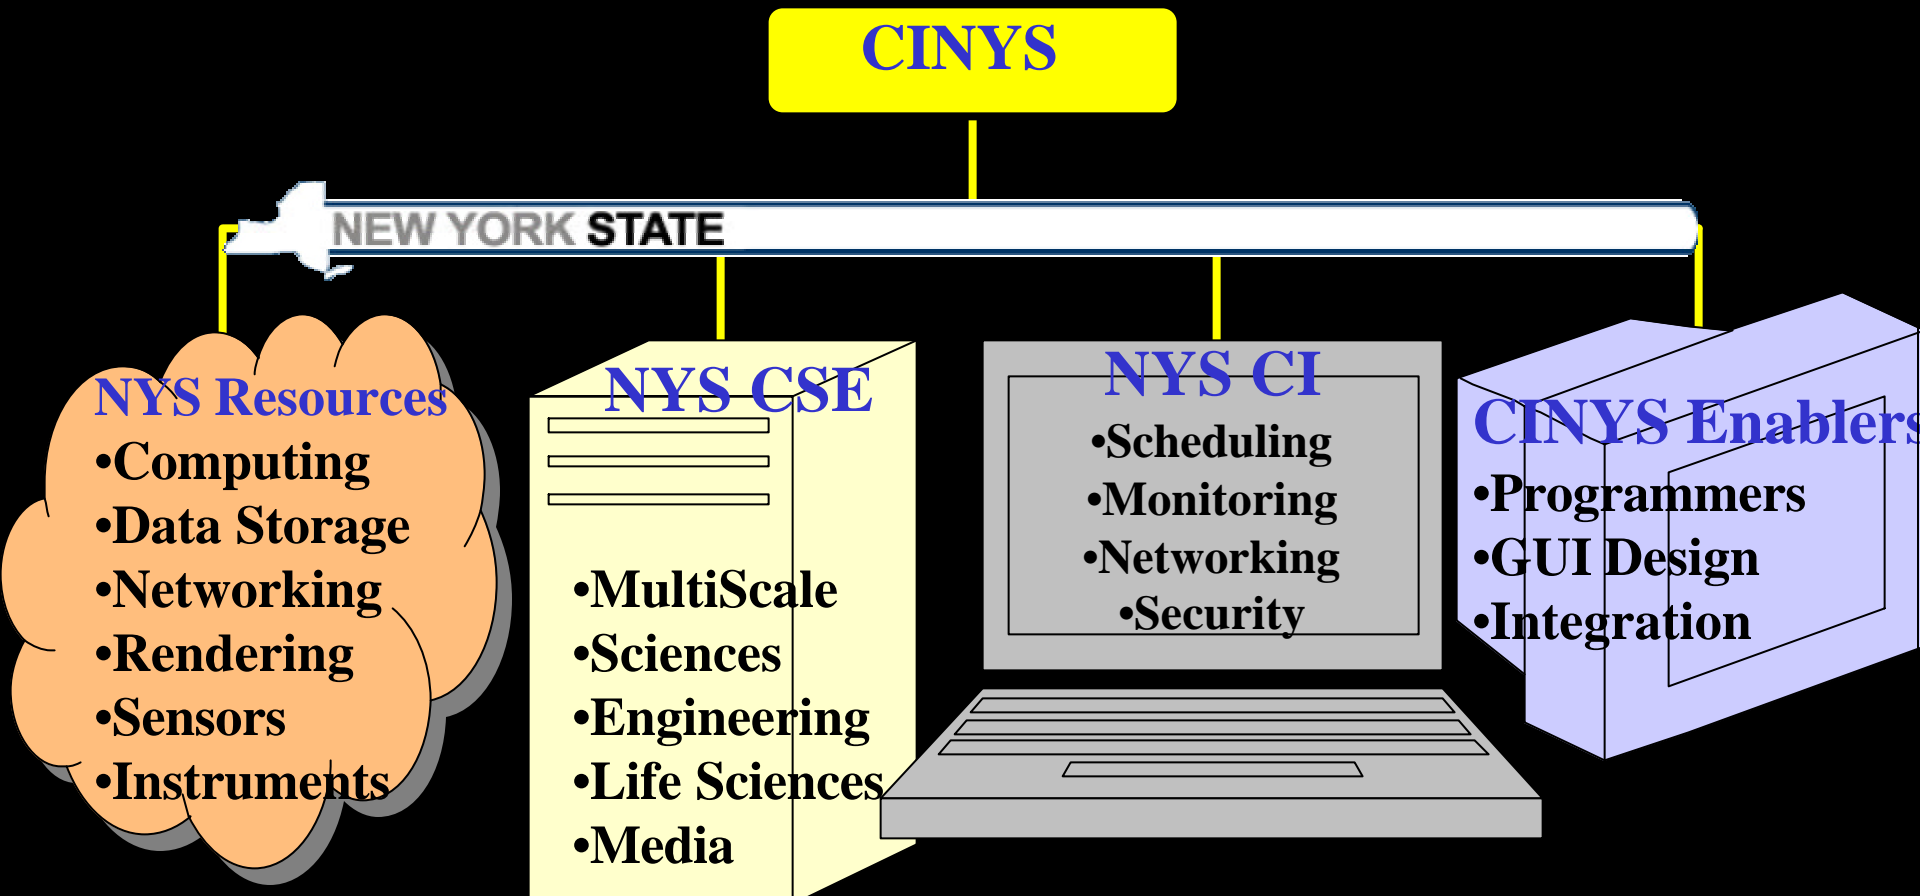 CINYS
NEW YORK STATE
NYS Resources
•Computing
•Data Storage
•Networking
•Rendering
•Sensors
•Instruments
NYS CSE
•MultiScale
•Sciences
•Engineering
•Life Sciences
•Media
NYS CI
•Scheduling
•Monitoring
•Networking
•Security
CINYS Enablers
•Programmers
•GUI Design
•Integration